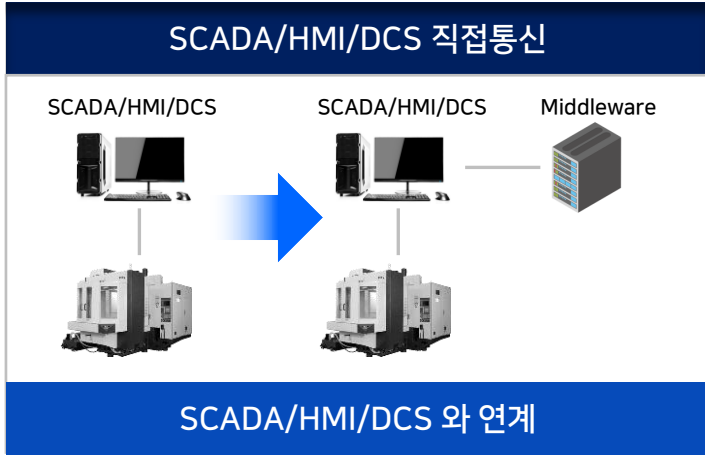 SCADA/HMI/DCS 직접통신
SCADA/HMI/DCS
SCADA/HMI/DCS
Middleware
SCADA/HMI/DCS 와 연계